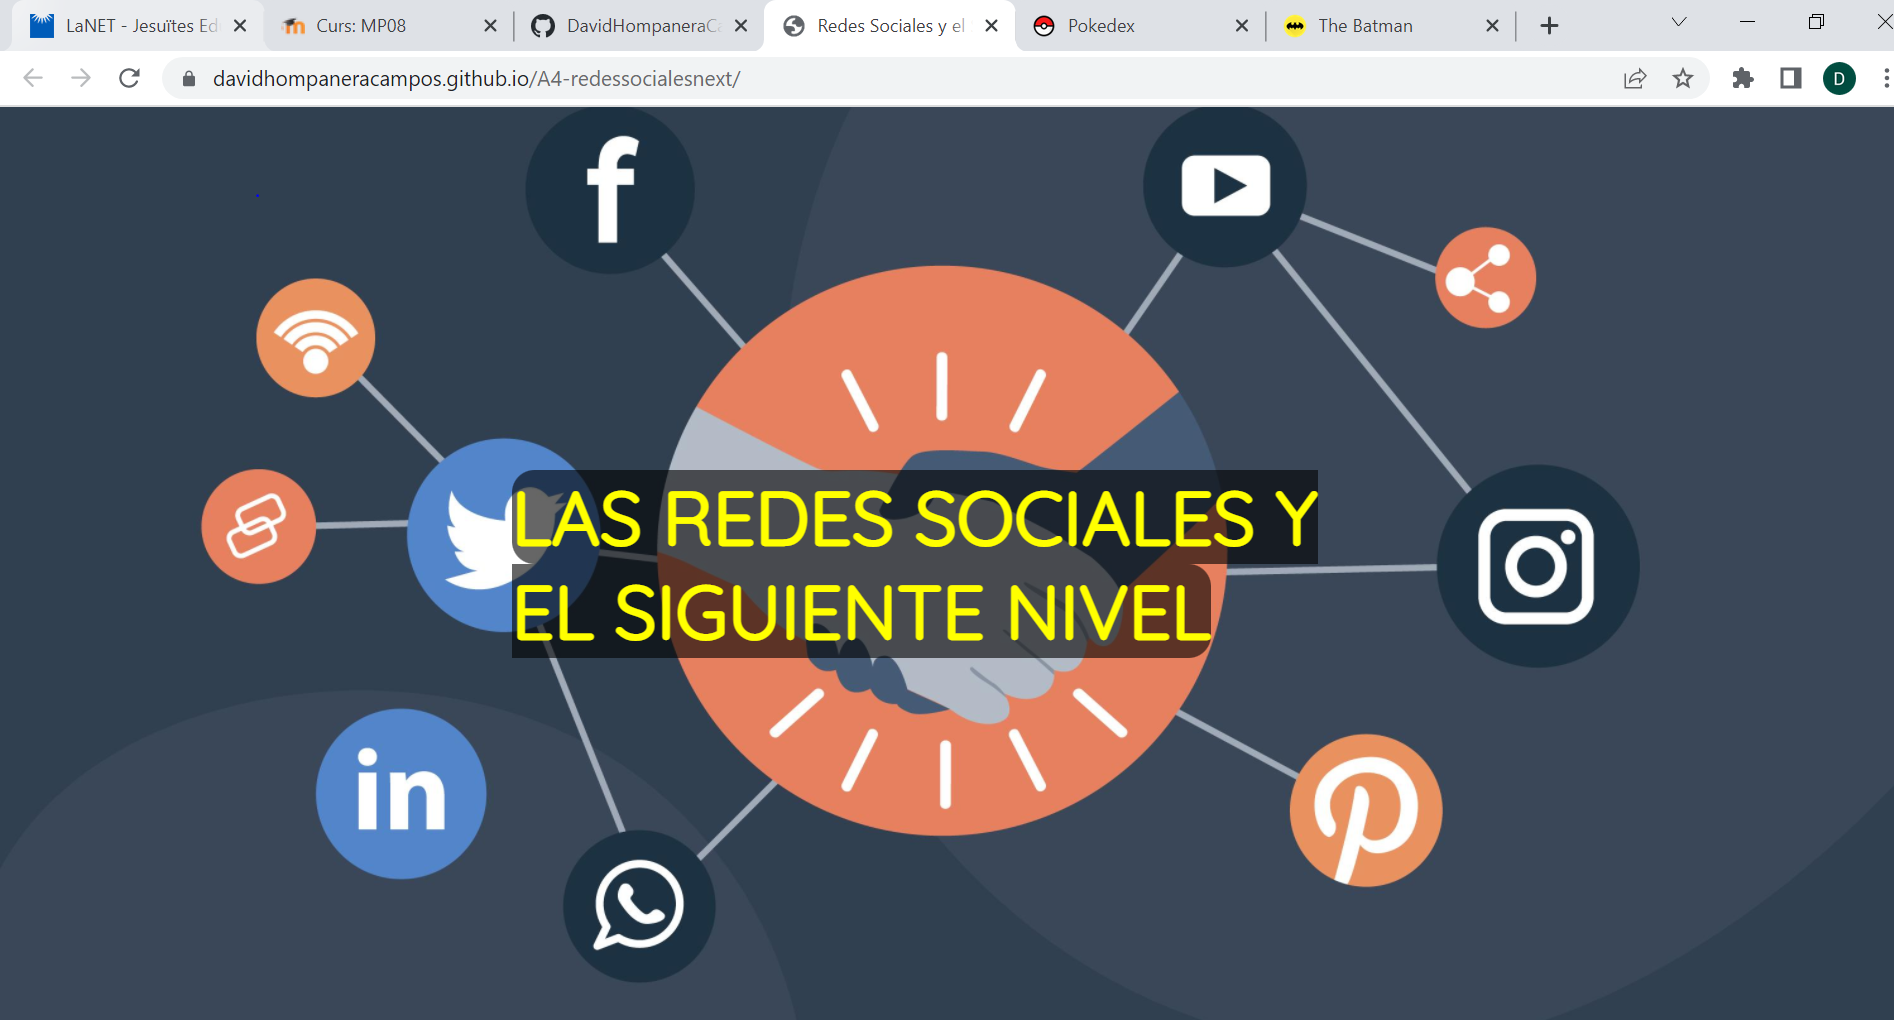 LaNET - Jesuïtes Ed
Curs: MP08
DavidHompaneraCa
Redes Sociales y el
Pokedex
The Batman
davidhompaneracampos.github.io/A4-redessocialesnext/
D
f
in
LAS REDES SOCIALES Y
EL SIGUIENTE NIVEL